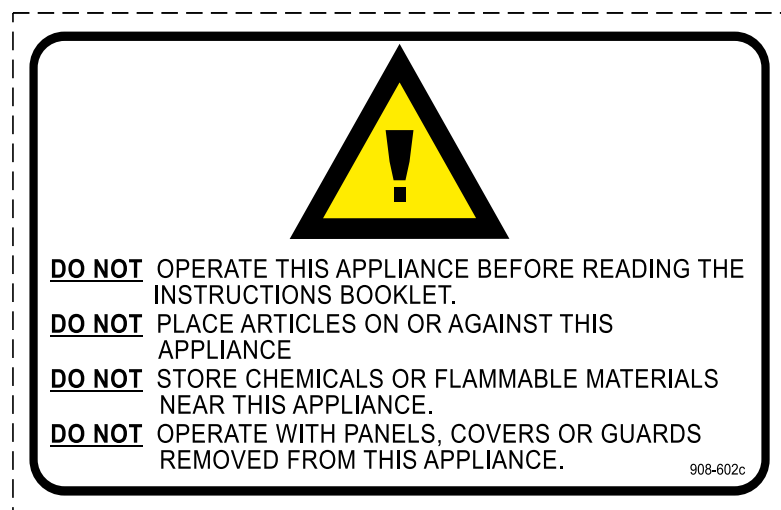 !
DO NOT OPERATE THIS APPLIANCE BEFORE READING THE
INSTRUCTIONS BOOKLET.
DO NOT PLACE ARTICLES ON OR AGAINST THIS
APPLIANCE
DO NOT STORE CHEMICALS OR FLAMMABLE MATERIALS
NEAR THIS APPLIANCE.
DO NOT OPERATE WITH PANELS, COVERS OR GUARDS
REMOVED FROM THIS APPLIANCE.
908-602c